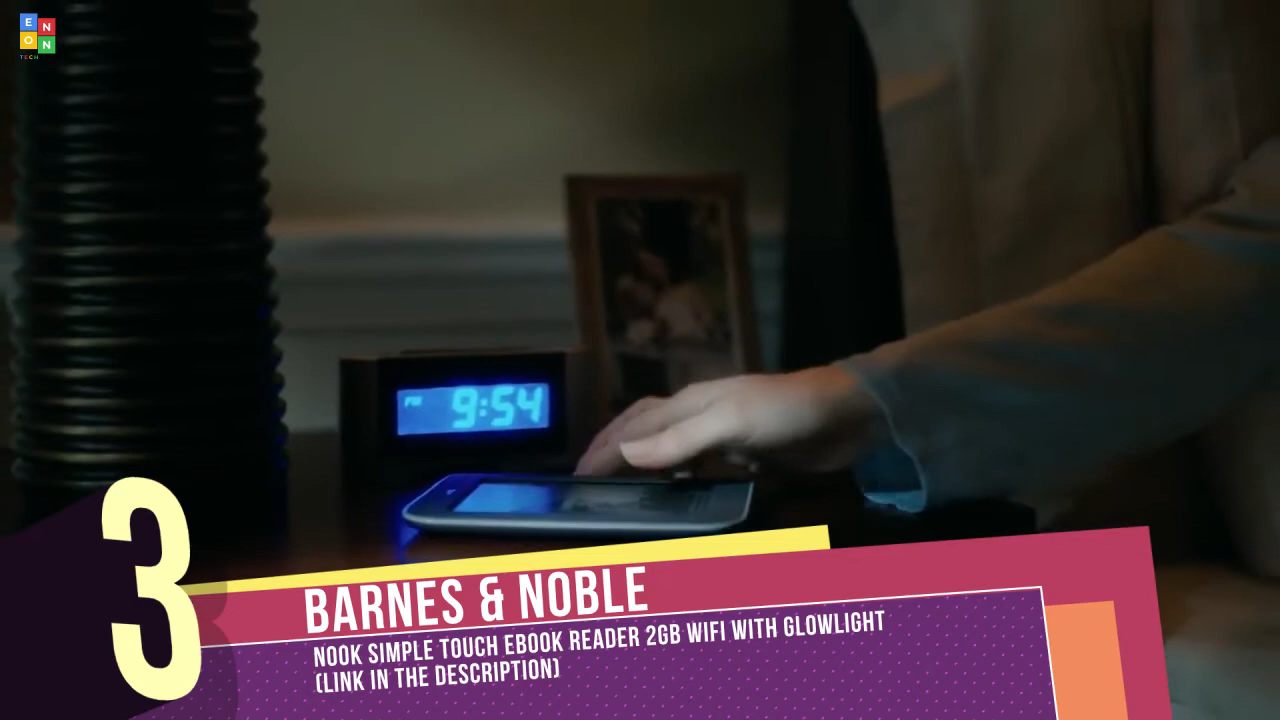 E N
O N
TECH
PM 9:54
3
BARNES & NOBLE
NOOK SIMPLE TOUCH EBOOK READER 2GB WIFI WITH GLOWLIGHT
(LINK IN THE DESCRIPTION)